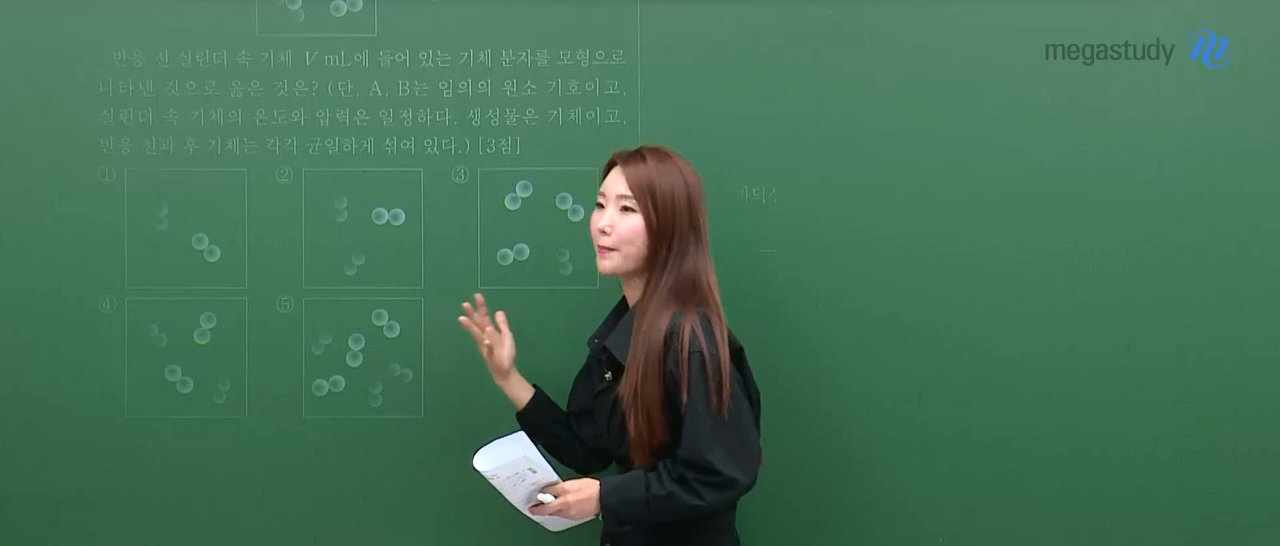 megastudy
반응 전 실린더 속 기체 V mL에 들어 있는 기체 분자를 모형으로
나타낸 것으로 옳은 것은? (단, A, B는 임의의 원소 기호이고,
실린더 속 기체의 온도와 압력은 일정하다. 생성물은 기체이고,
반응 전과 후 기체는 각각 균일하게 섞여 있다.) [3점]
① ② ③
④ ⑤